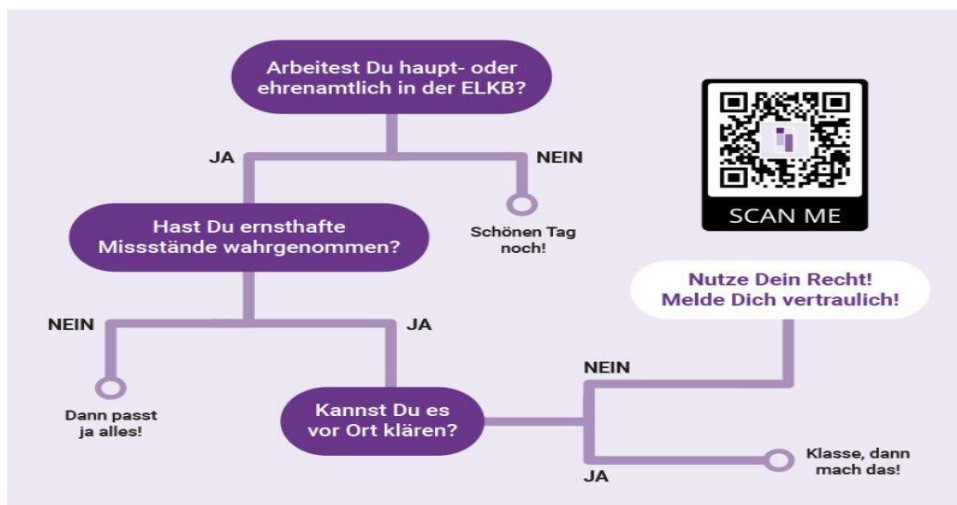 Arbeitest Du haupt- oder
ehrenamtlich in der ELKB?
JA
NEIN
SCAN ME
Hast Du ernsthafte
Missstände wahrgenommen?
Schönen Tag
noch!
Nutze Dein Recht!
Melde Dich vertraulich!
NEIN
JA
NEIN
Dann passt
ja alles!
Kannst Du es
vor Ort klären?
JA
Klasse, dann
mach das!